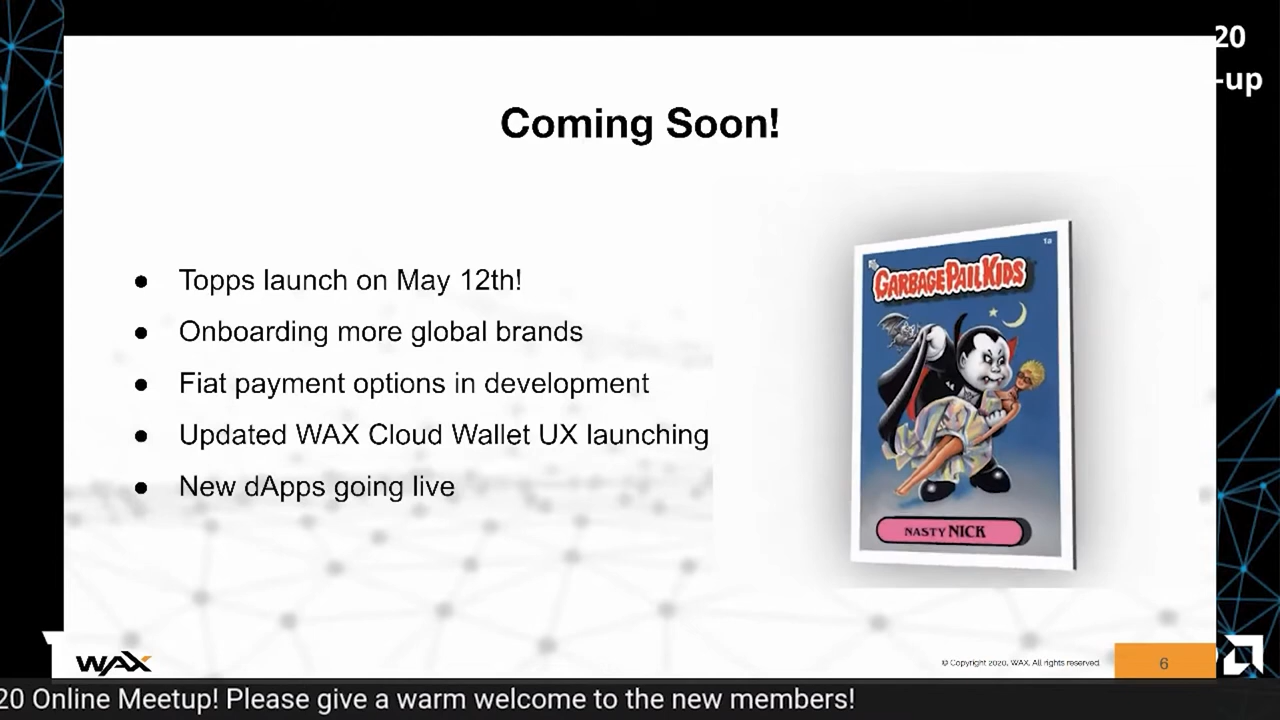 20
-up
Coming Soon!
● Topps launch on May 12th!
● Onboarding more global brands
● Fiat payment options in development
● Updated WAX Cloud Wallet UX launching
● New dApps going live
1a
GARBAGE PAIL KIDS
NASTY NICK
WAX
© Copyright 2020, WAX. All rights reserved.
6
20 Online Meetup! Please give a warm welcome to the new members!